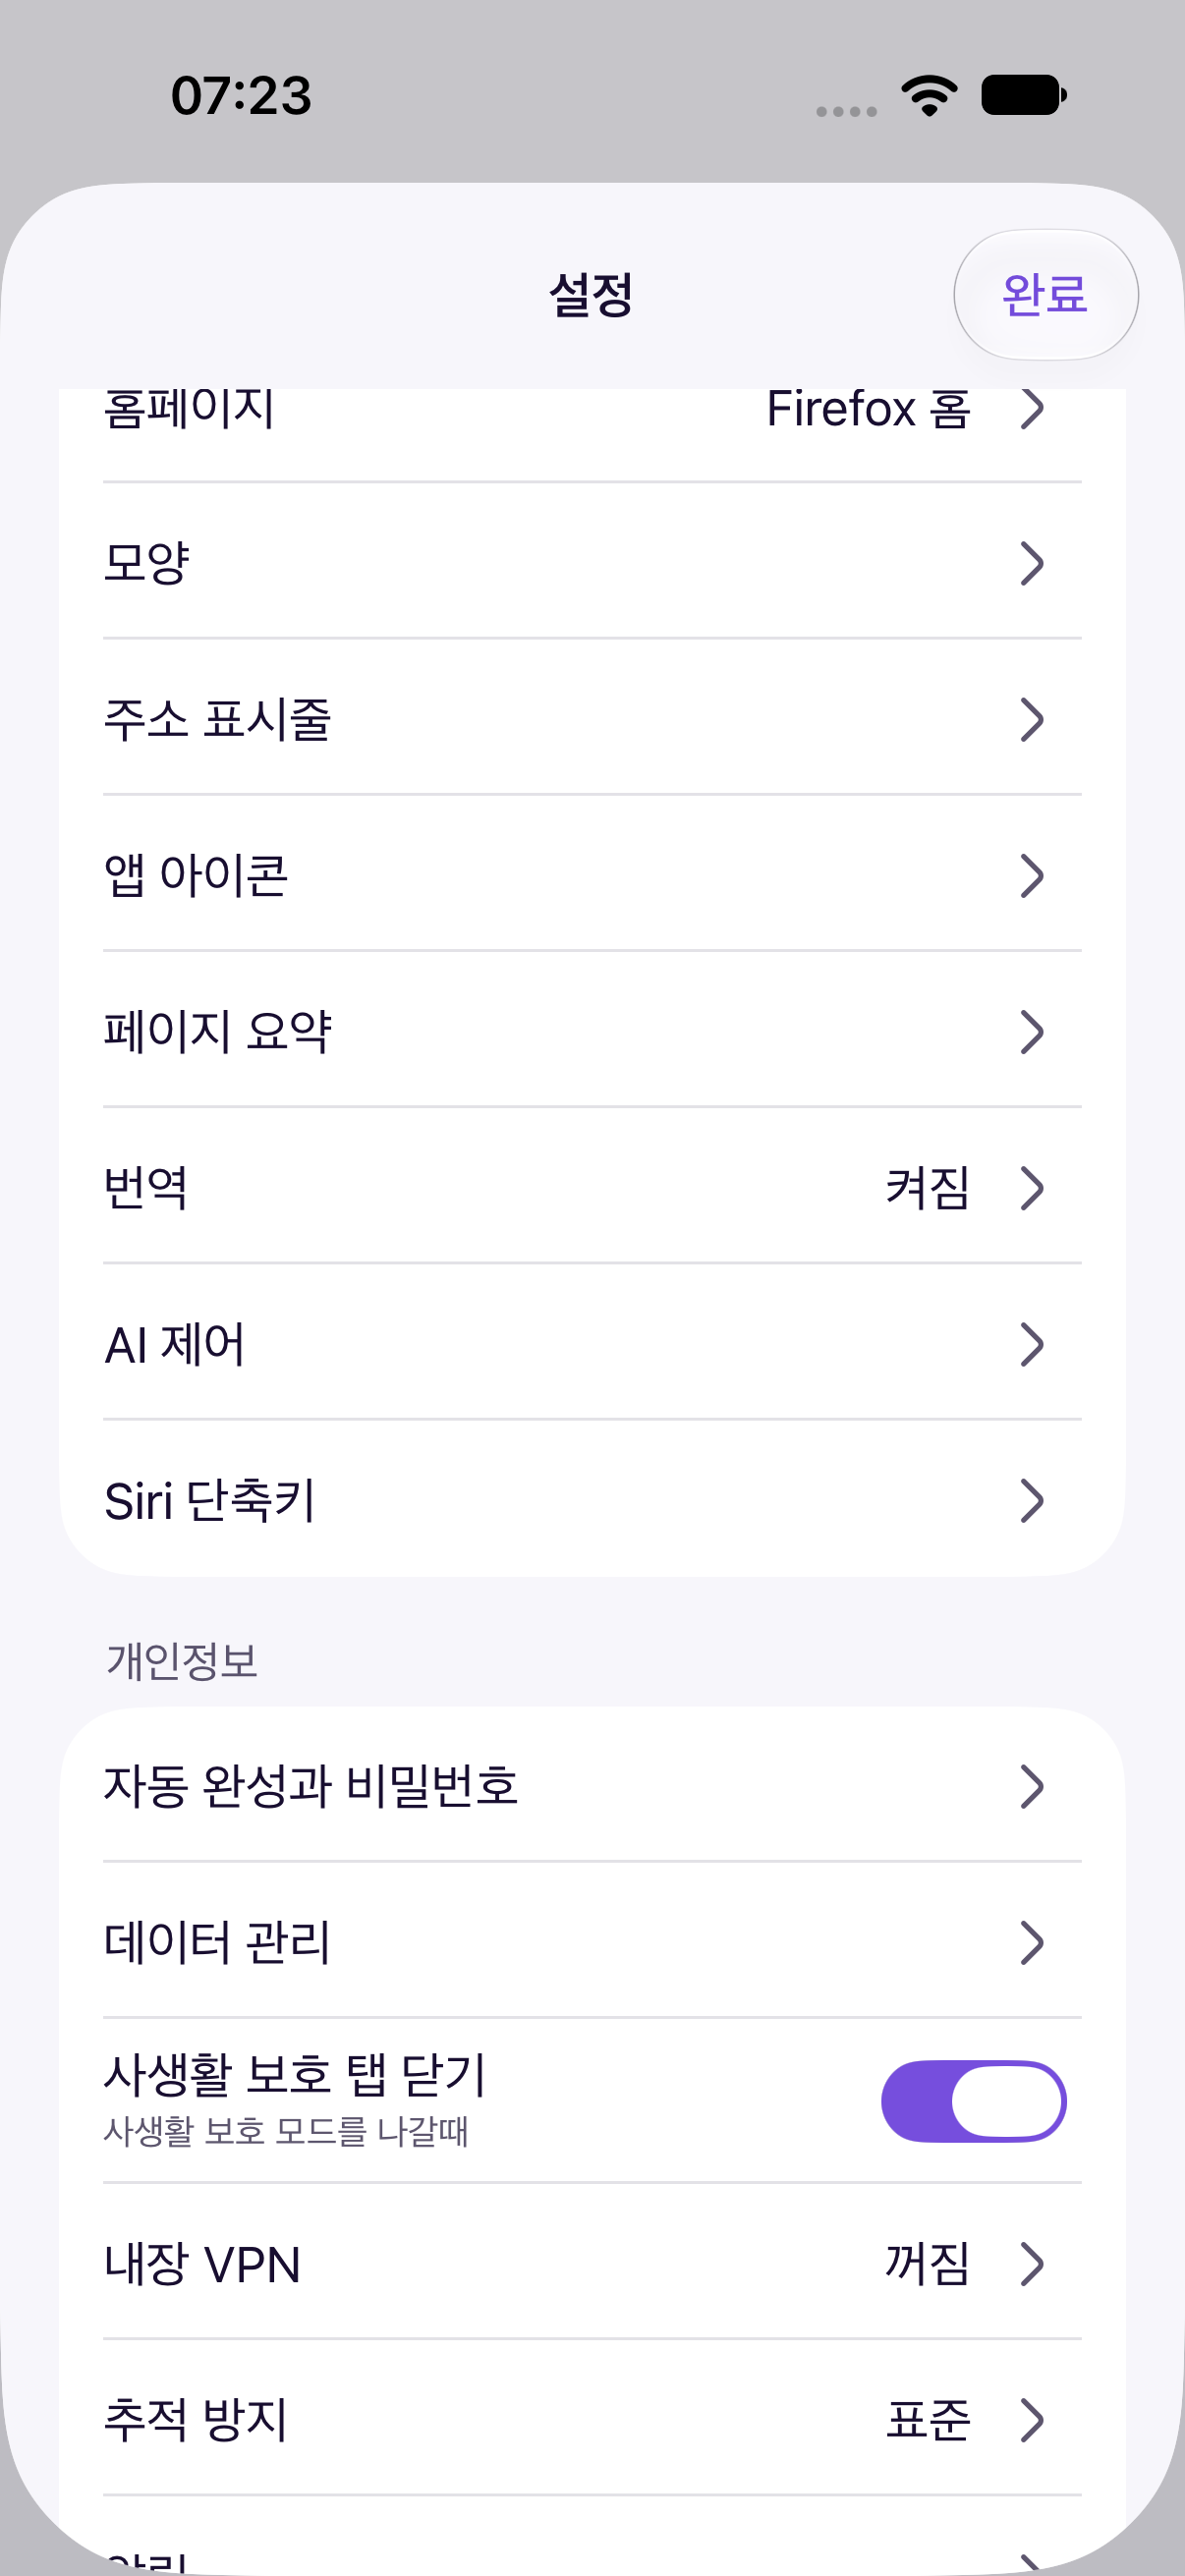 07:23
설정
완료
홈페이지
Firefox 홈
모양
주소 표시줄
앱 아이콘
페이지 요약
번역
켜짐
AI 제어
Siri 단축키
개인정보
자동 완성과 비밀번호
데이터 관리
사생활 보호 탭 닫기
사생활 보호 모드를 나갈때
내장 VPN
꺼짐
추적 방지
표준